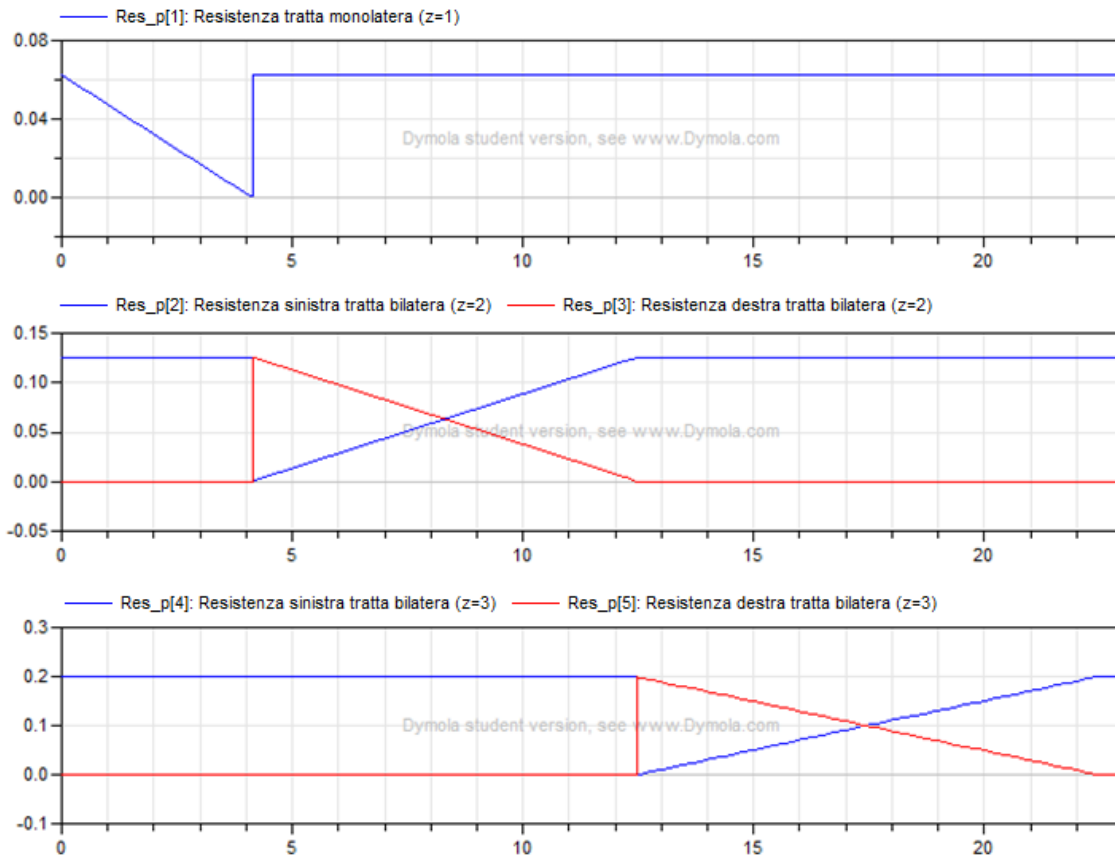 Res_p[1]: Resistenza tratta monolatera (z=1)
0.08
0.04
Dymola student version, see www.Dymola.com
0.00
0 5 10 15 20
Res_p[2]: Resistenza sinistra tratta bilatera (z=2) Res_p[3]: Resistenza destra tratta bilatera (z=2)
0.15
0.10
0.05
Dymola student version, see www.Dymola.com
0.00
-0.05
0 5 10 15 20
Res_p[4]: Resistenza sinistra tratta bilatera (z=3) Res_p[5]: Resistenza destra tratta bilatera (z=3)
0.3
0.2
Dymola student version, see www.Dymola.com
0.1
0.0
-0.1
0 5 10 15 20